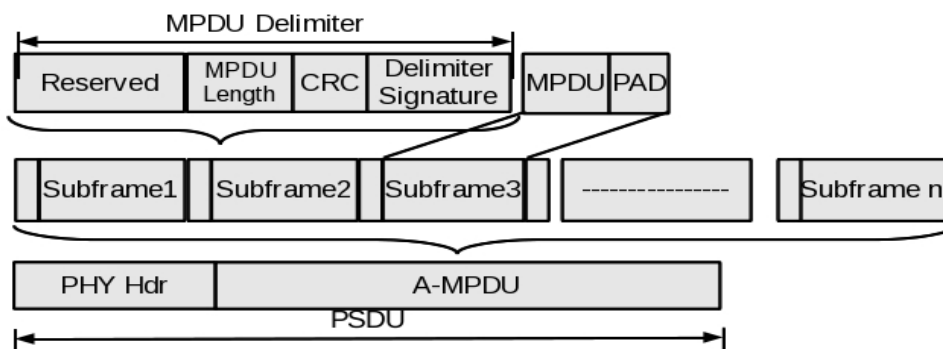 MPDU Delimiter
Reserved
MPDU
Length
CRC
Delimiter
Signature
MPDU
PAD
Subframe1
Subframe2
Subframe3
----------------
Subframe n
PHY Hdr
A-MPDU
PSDU